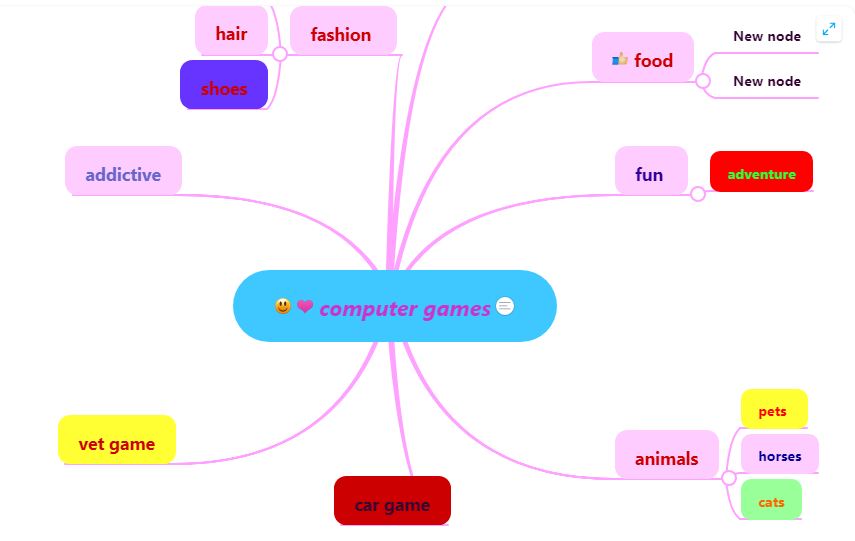 hair
fashion
shoes
addictive
👍 food
New node
New node
fun
adventure
😃 ❤ computer games
vet game
car game
animals
pets
horses
cats